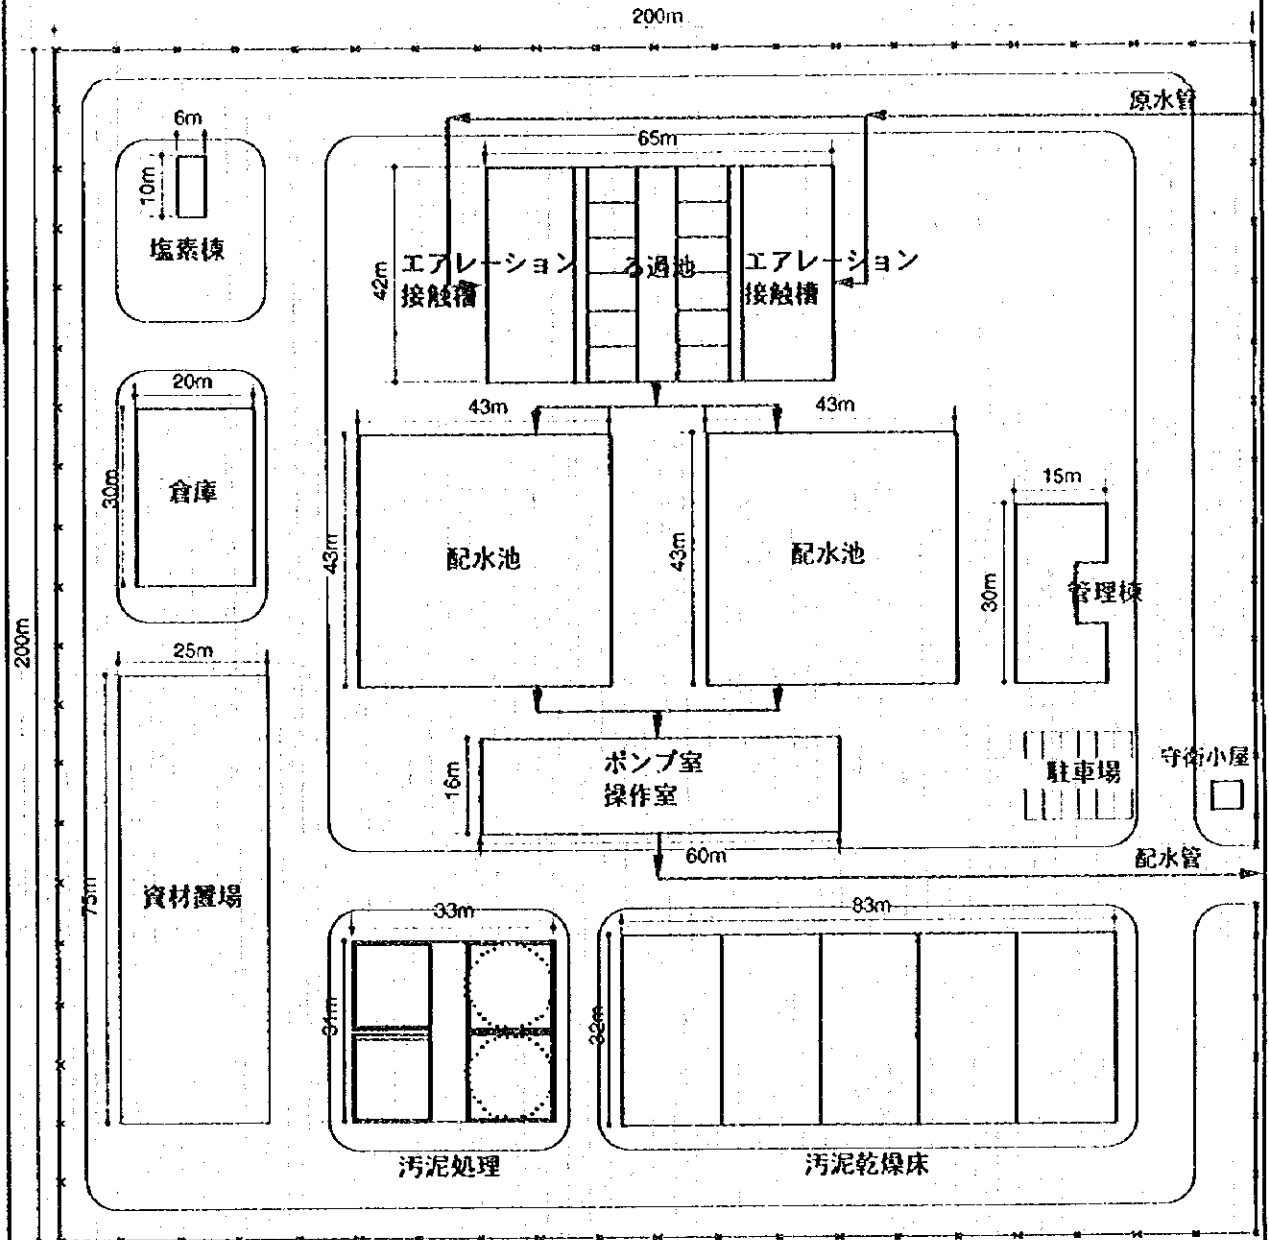 200m
原水管
6m
65m
10m
塩素棟
42m
エアレーション
接触槽
ろ過池
エアレーション
接触槽
20m
43m
43m
30m
倉庫
15m
43m
配水池
43m
配水池
30m
管理棟
200m
25m
16m
ポンプ室
操作室
駐車場
守衛小屋
60m
配水管
75m
資材置場
33m
83m
31m
32m
汚泥処理
汚泥乾燥床